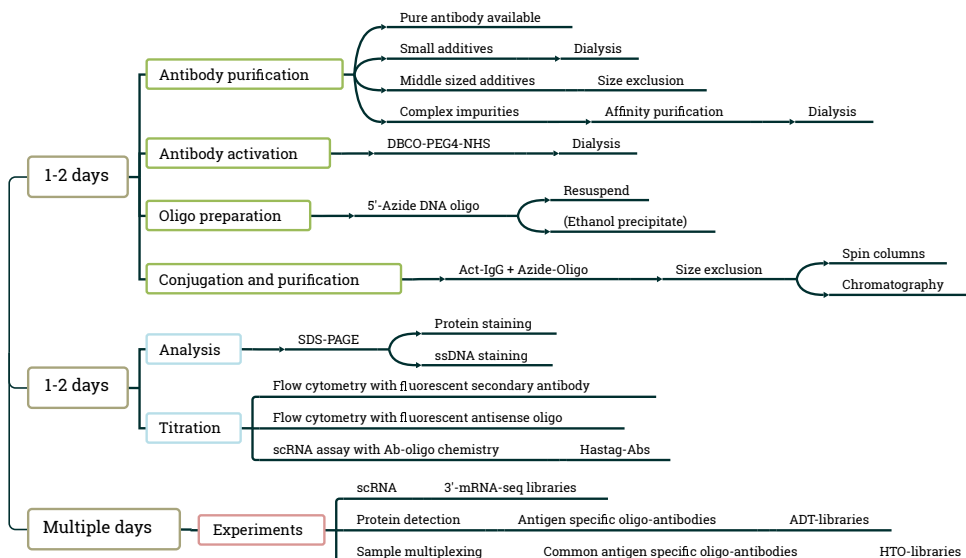 Pure antibody available
Small additives Dialysis
Antibody purification
Middle sized additives Size exclusion
Complex impurities Affinity purification Dialysis
Antibody activation DBCO-PEG4-NHS Dialysis
1-2 days
Resuspend
Oligo preparation 5'-Azide DNA oligo
(Ethanol precipitate)
Spin columns
Conjugation and purification Act-IgG + Azide-Oligo Size exclusion
Chromatography
Protein staining
Analysis SDS-PAGE
ssDNA staining
1-2 days
Flow cytometry with fluorescent secondary antibody
Titration Flow cytometry with fluorescent antisense oligo
scRNA assay with Ab-oligo chemistry Hastag-Abs
scRNA 3'-mRNA-seq libraries
Multiple days Experiments Protein detection Antigen specific oligo-antibodies ADT-libraries
Sample multiplexing Common antigen specific oligo-antibodies HTO-libraries